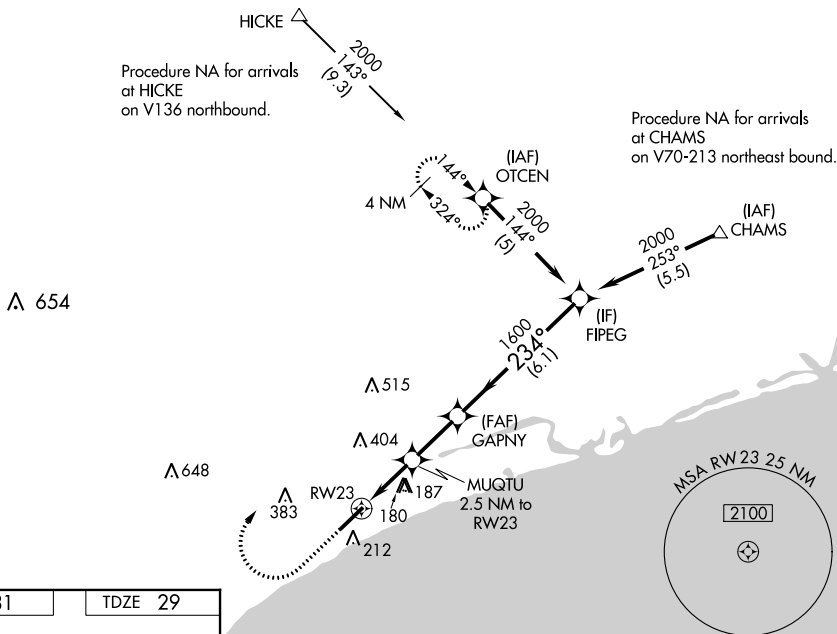 HICKE
2000
143°
(9.3)
Procedure NA for arrivals
at HICKE
on V136 northbound.
Procedure NA for arrivals
at CHAMS
on V70-213 northeast bound.
(IAF)
OTCEN
144°
324°
4 NM
2000
144°
(5)
(IAF)
CHAMS
2000
253°
(5.5)
654
(IF)
FIPEG
1600
234°
(6.1)
515
(FAF)
GAPNY
404
648
RW23
187
MUQTU
2.5 NM to
RW23
383
180
212
MSA RW23 25 NM
2100
TDZE 29